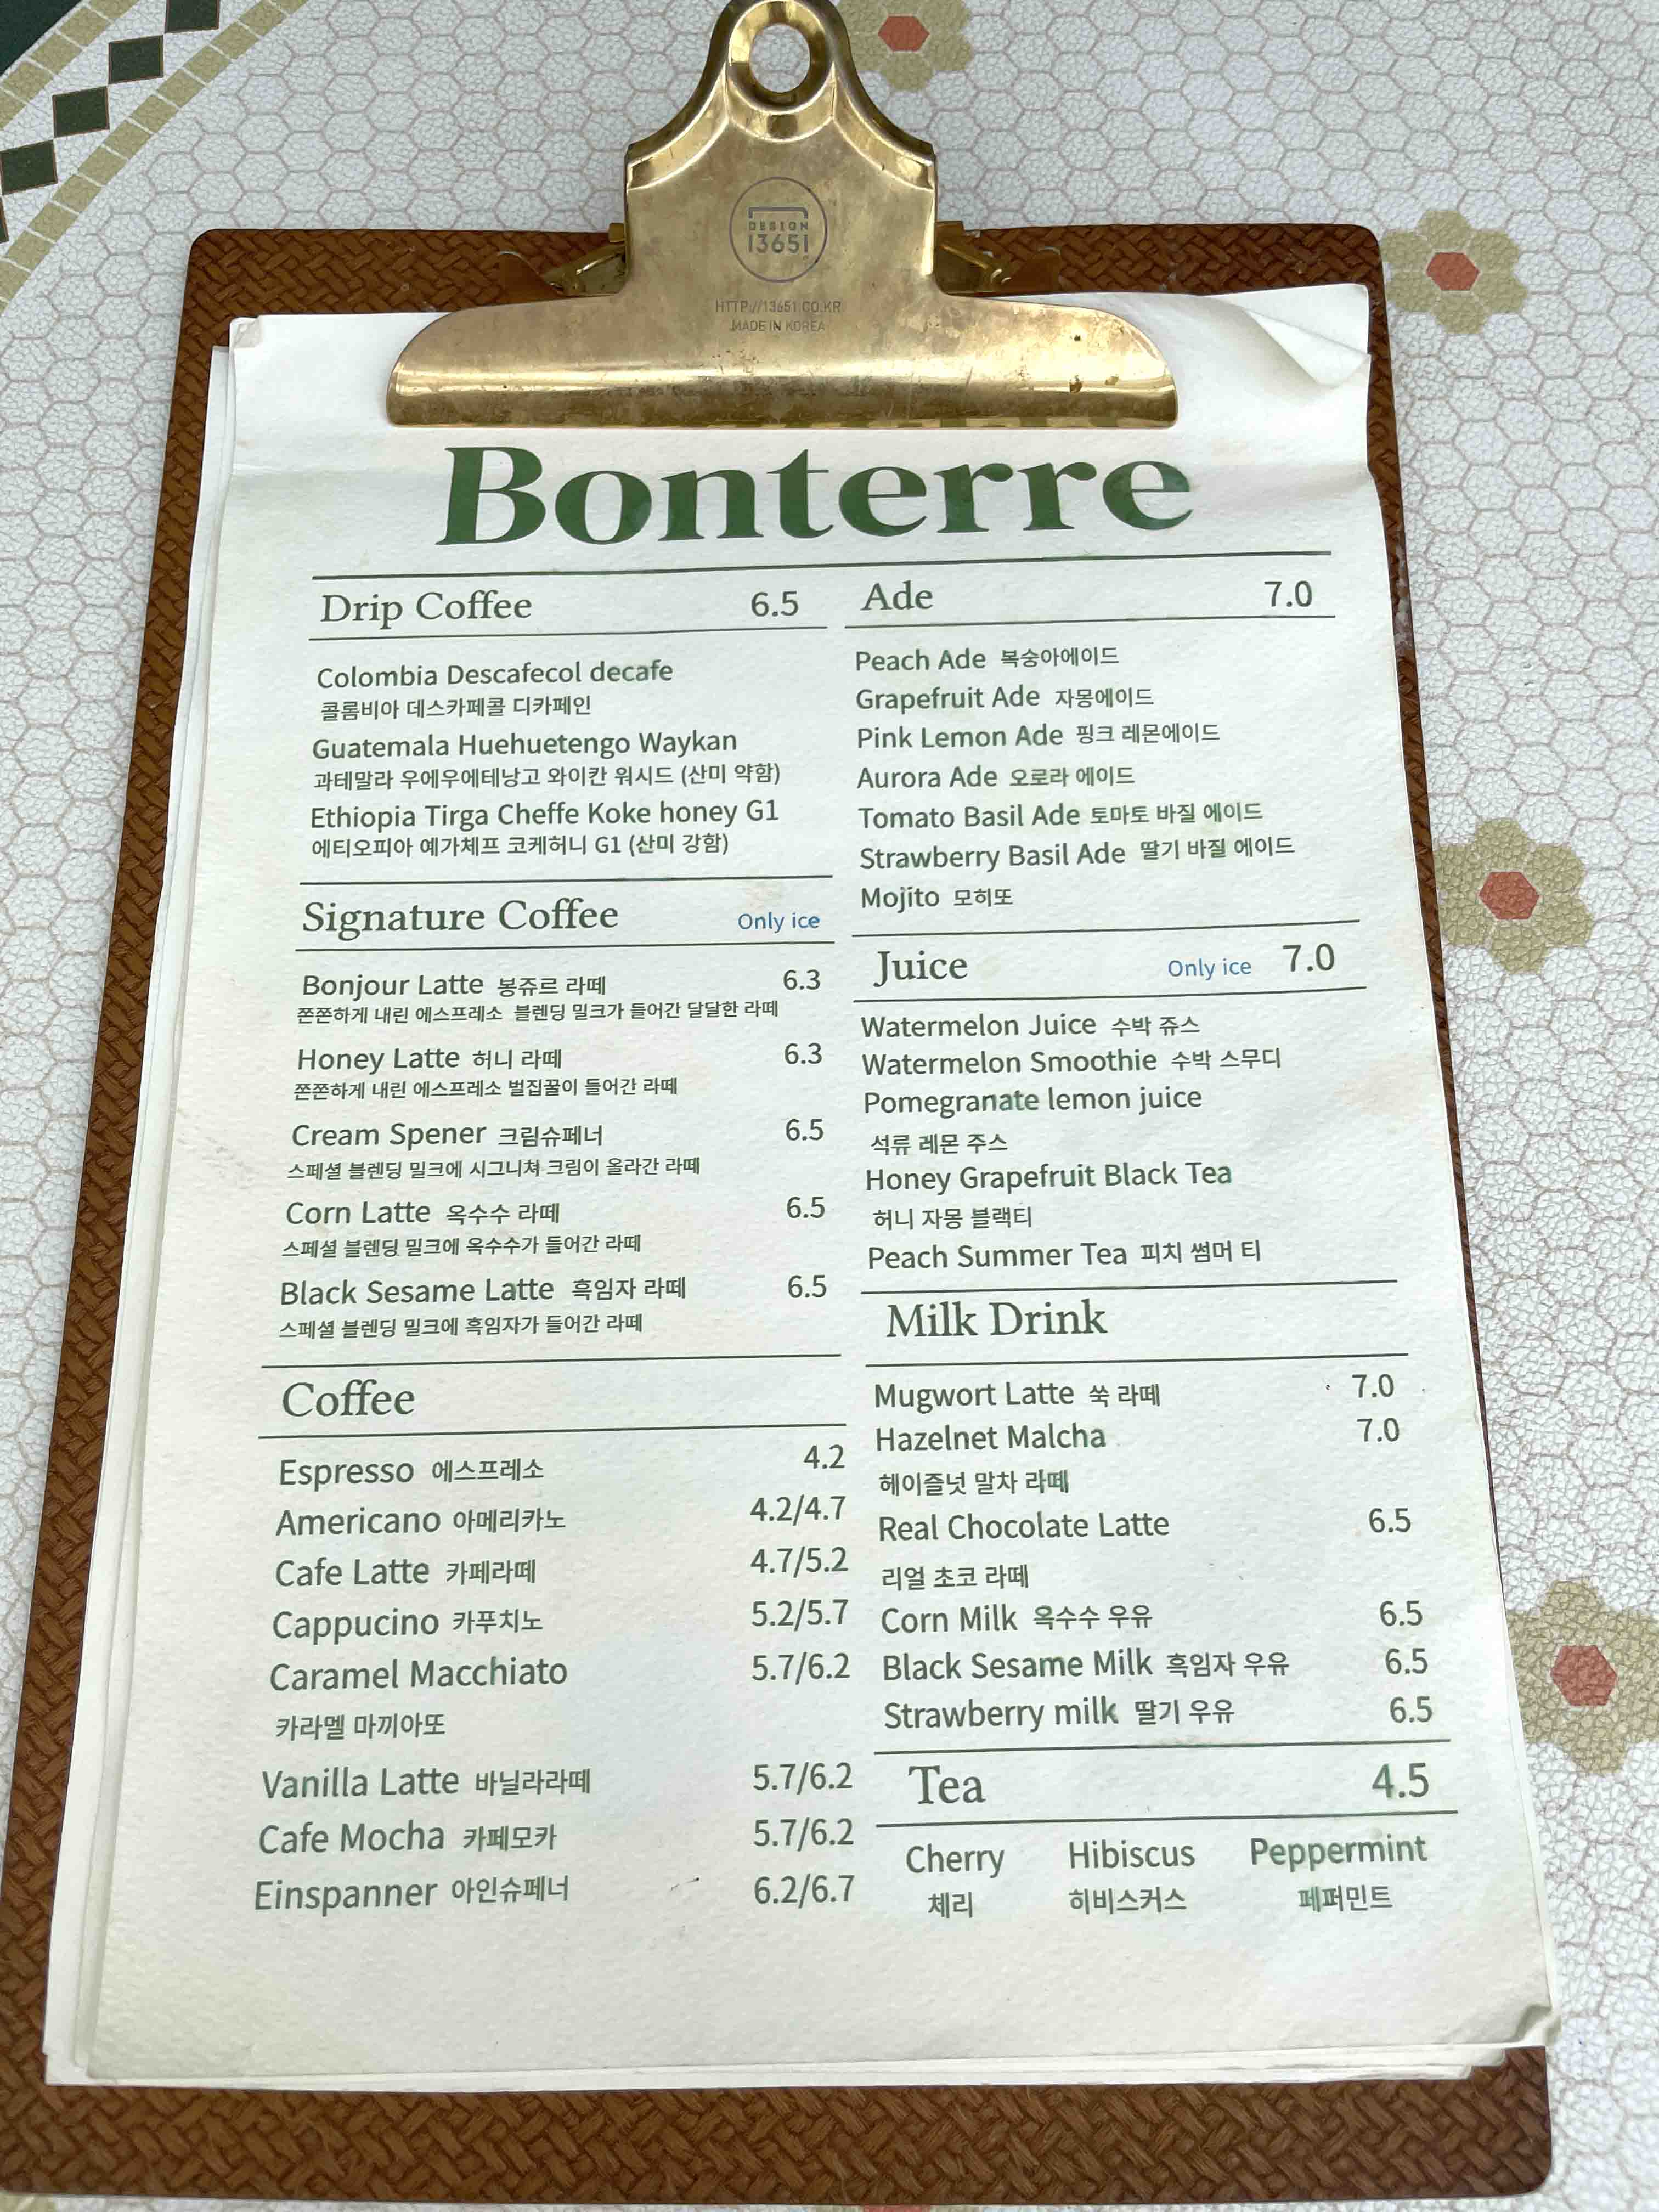 DESIGN
13651
HTTP://13651.CO.KR
MADE IN KOREA
Bonterre
Drip Coffee 6.5
Colombia Descafecol decafe
콜롬비아 데스카페콜 디카페인
Guatemala Huehuetengo Waykan
과테말라 우에우에테낭고 와이칸 워시드 (산미 약함)
Ethiopia Tirga Cheffe Koke honey G1
에티오피아 예가체프 코케허니 G1 (산미 강함)
Signature Coffee Only ice
Bonjour Latte 봉쥬르 라떼 6.3
쫀쫀하게 내린 에스프레소 블렌딩 밀크가 들어간 달달한 라떼
Honey Latte 허니 라떼 6.3
쫀쫀하게 내린 에스프레소 벌집꿀이 들어간 라떼
Cream Spener 크림슈페너 6.5
스페셜 블렌딩 밀크에 시그니쳐 크림이 올라간 라떼
Corn Latte 옥수수 라떼 6.5
스페셜 블렌딩 밀크에 옥수수가 들어간 라떼
Black Sesame Latte 흑임자 라떼 6.5
스페셜 블렌딩 밀크에 흑임자가 들어간 라떼
Coffee
Espresso 에스프레소 4.2
Americano 아메리카노 4.2/4.7
Cafe Latte 카페라떼 4.7/5.2
Cappucino 카푸치노 5.2/5.7
Caramel Macchiato 5.7/6.2
카라멜 마끼아또
Vanilla Latte 바닐라라떼 5.7/6.2
Cafe Mocha 카페모카 5.7/6.2
Einspanner 아인슈페너 6.2/6.7
Ade 7.0
Peach Ade 복숭아에이드
Grapefruit Ade 자몽에이드
Pink Lemon Ade 핑크 레몬에이드
Aurora Ade 오로라 에이드
Tomato Basil Ade 토마토 바질 에이드
Strawberry Basil Ade 딸기 바질 에이드
Mojito 모히또
Juice Only ice 7.0
Watermelon Juice 수박 쥬스
Watermelon Smoothie 수박 스무디
Pomegranate lemon juice
석류 레몬 주스
Honey Grapefruit Black Tea
허니 자몽 블랙티
Peach Summer Tea 피치 썸머 티
Milk Drink
Mugwort Latte 쑥 라떼 7.0
Hazelnet Malcha 7.0
헤이즐넛 말차 라떼
Real Chocolate Latte 6.5
리얼 초코 라떼
Corn Milk 옥수수 우유 6.5
Black Sesame Milk 흑임자 우유 6.5
Strawberry milk 딸기 우유 6.5
Tea 4.5
Cherry Hibiscus Peppermint
체리 히비스커스 페퍼민트